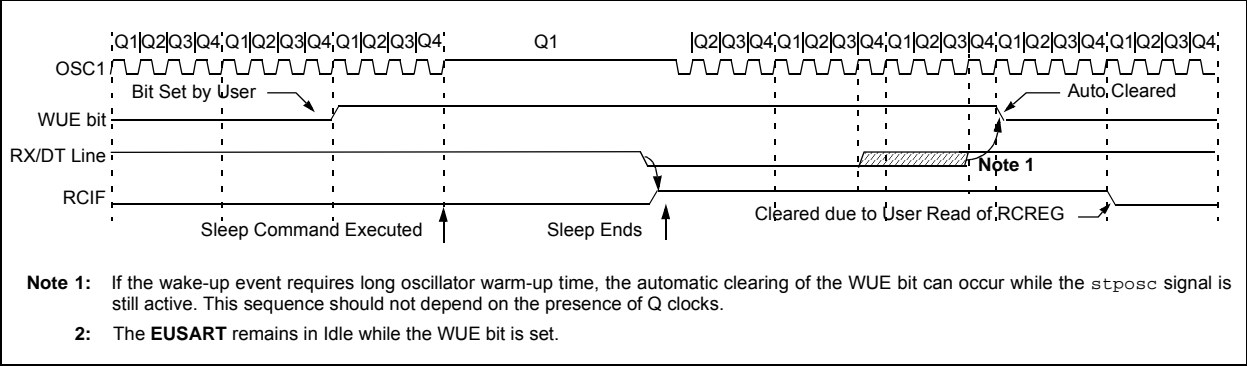 Q1 Q2 Q3 Q4 Q1 Q2 Q3 Q4 Q1 Q2 Q3 Q4 Q1 Q2 Q3 Q4 Q1 Q2 Q3 Q4 Q1 Q2 Q3 Q4 Q1 Q2 Q3 Q4 Q1 Q2 Q3 Q4
OSC1
Bit Set by User
Auto Cleared
WUE bit
RX/DT Line
Note 1
RCIF
Cleared due to User Read of RCREG
Sleep Command Executed
Sleep Ends
Note 1: If the wake-up event requires long oscillator warm-up time, the automatic clearing of the WUE bit can occur while the stposc signal is
still active. This sequence should not depend on the presence of Q clocks.
2: The EUSART remains in Idle while the WUE bit is set.